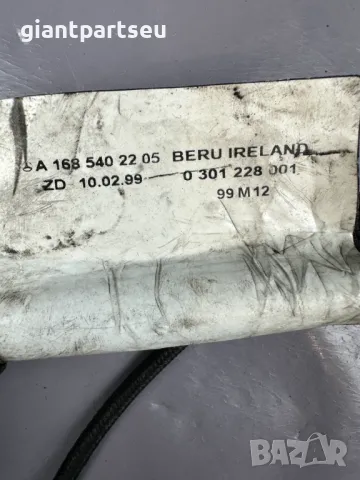 giantpartseu
A 168 540 22 05 BERU IRELAND
ZD 10.02.99 0 301 228 001
99 M12
BAZAR